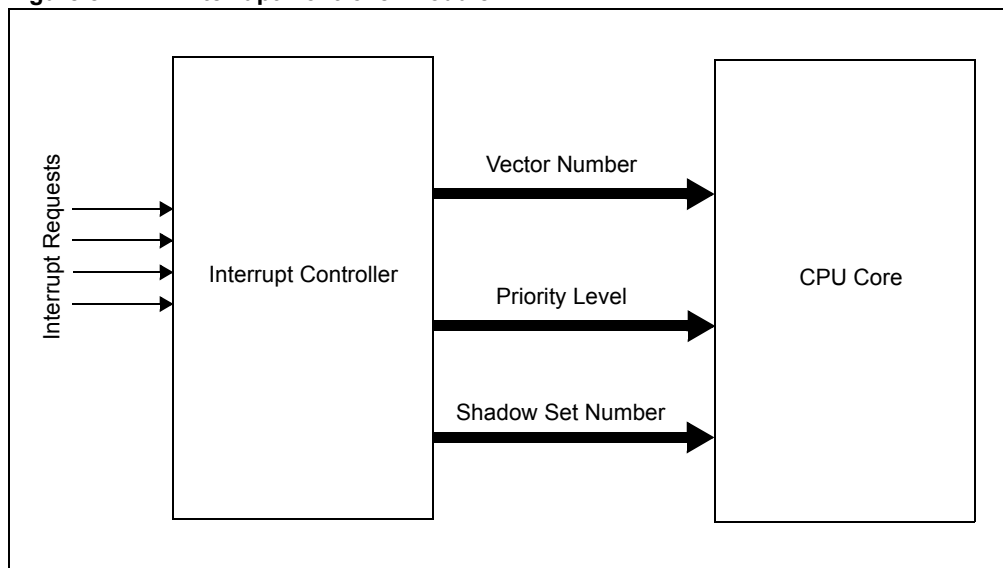 Interrupt Requests
Interrupt Controller
Vector Number
Priority Level
Shadow Set Number
CPU Core